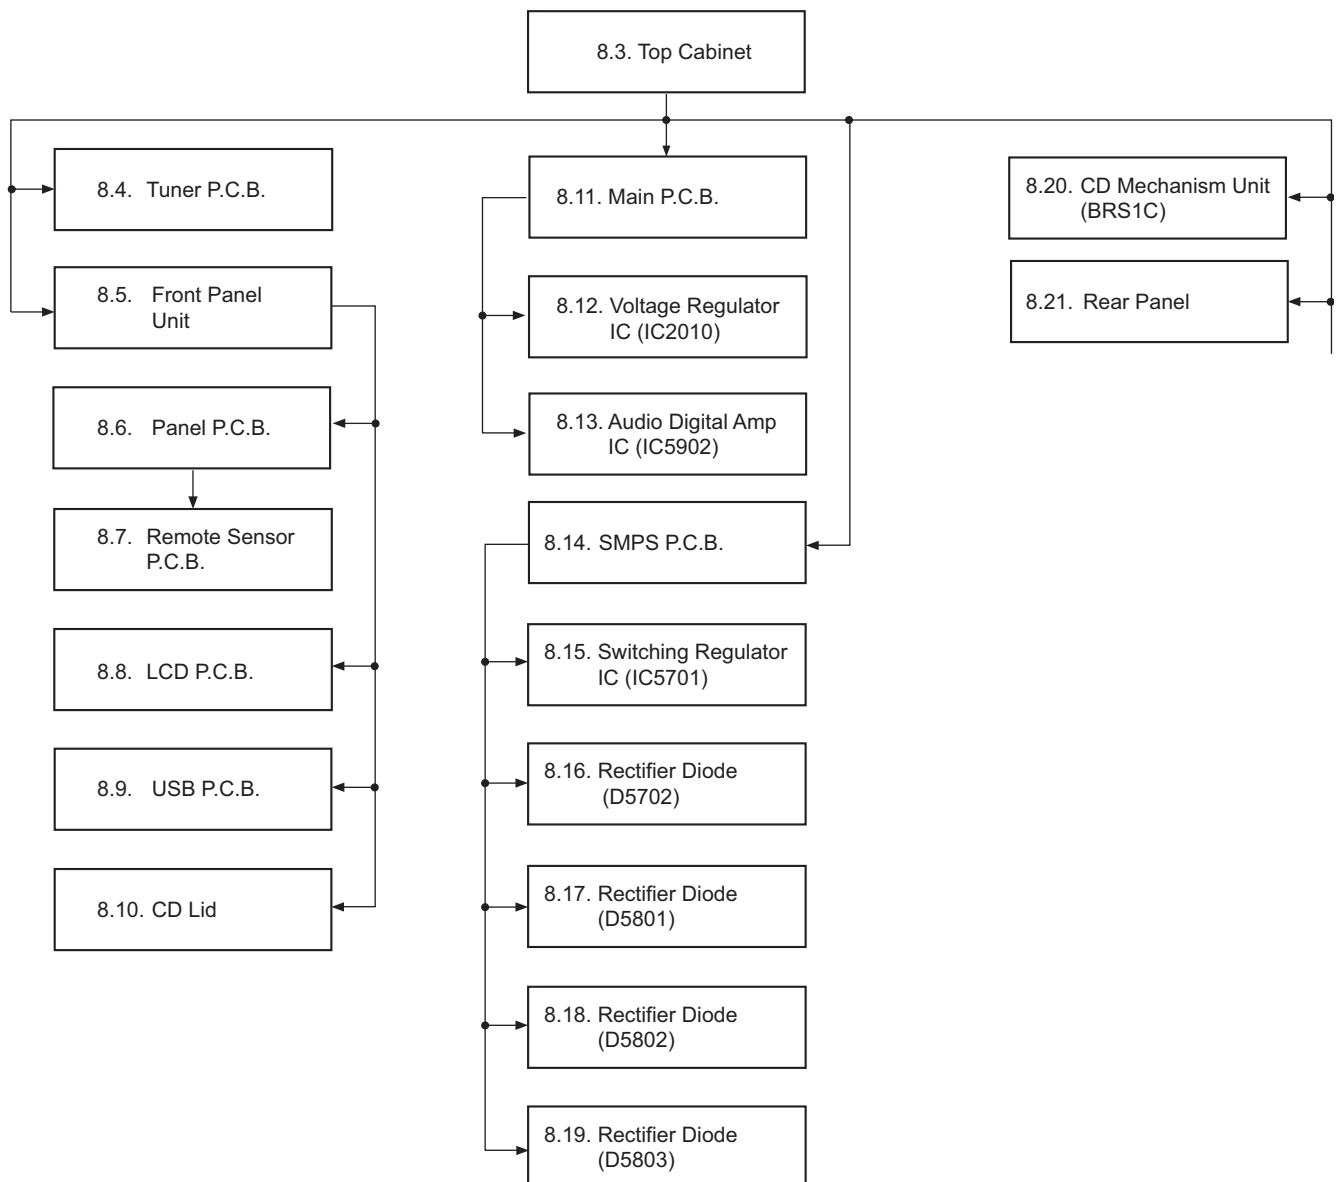 8.3. Top Cabinet
8.4. Tuner P.C.B.
8.5. Front Panel
Unit
8.6. Panel P.C.B.
8.7. Remote Sensor
P.C.B.
8.8. LCD P.C.B.
8.9. USB P.C.B.
8.10. CD Lid
8.11. Main P.C.B.
8.12. Voltage Regulator
IC (IC2010)
8.13. Audio Digital Amp
IC (IC5902)
8.14. SMPS P.C.B.
8.15. Switching Regulator
IC (IC5701)
8.16. Rectifier Diode
(D5702)
8.17. Rectifier Diode
(D5801)
8.18. Rectifier Diode
(D5802)
8.19. Rectifier Diode
(D5803)
8.20. CD Mechanism Unit
(BRS1C)
8.21. Rear Panel